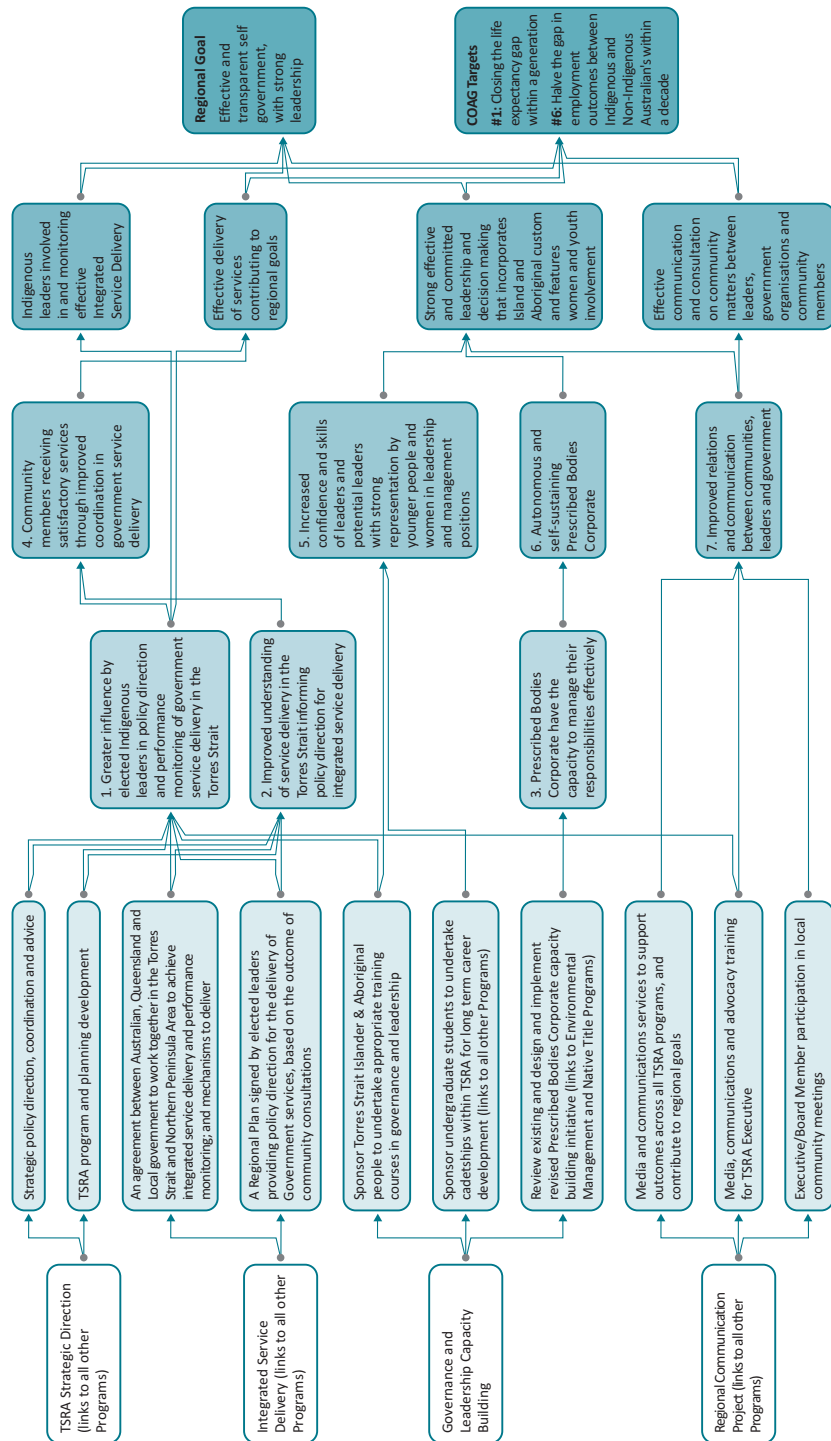 TSRA Strategic Direction
(links to all other
Programs)
Integrated Service
Delivery (links to all other
Programs)
Governance and
Leadership Capacity
Building
Regional Communication
Project (links to all other
Programs)
Strategic policy direction, coordination and advice
TSRA program and planning development
An agreement between Australian, Queensland and
Local government to work together in the Torres
Strait and Northern Peninsula Area to achieve
integrated service delivery and performance
monitoring; and mechanisms to deliver
A Regional Plan signed by elected leaders
providing policy direction for the delivery of
Government services, based on the outcome of
community consultations
Sponsor Torres Strait Islander & Aboriginal
people to undertake appropriate training
courses in governance and leadership
Sponsor undergraduate students to undertake
cadetships within TSRA for long term career
development (links to all other Programs)
Review existing and design and implement
revised Prescribed Bodies Corporate capacity
building initiative (links to Environmental
Management and Native Title Programs)
Media and communications services to support
outcomes across all TSRA programs, and
contribute to regional goals
Media, communications and advocacy training
for TSRA Executive
Executive/Board Member participation in local
community meetings
1. Greater influence by
elected Indigenous
leaders in policy direction
and performance
monitoring of government
service delivery in the
Torres Strait
2. Improved understanding
of service delivery in the
Torres Strait informing
policy direction for
integrated service delivery
3. Prescribed Bodies
Corporate have the
capacity to manage their
responsibilities effectively
4. Community
members receiving
satisfactory services
through improved
coordination in
government service
delivery
5. Increased
confidence and skills
of leaders and
potential leaders
with strong
representation by
younger people and
women in leadership
and management
positions
6. Autonomous and
self-sustaining
Prescribed Bodies
Corporate
7. Improved relations
and communication
between communities,
leaders and government
Indigenous
leaders involved
in and monitoring
effective
Integrated
Service Delivery
Effective delivery
of services
contributing to
regional goals
Strong effective
and committed
leadership and
decision making
that incorporates
Island and
Aboriginal custom
and features
women and youth
involvement
Effective
communication
and consultation
on community
matters between
leaders,
government
organisations and
community
members
Regional Goal
Effective and
transparent self
government,
with strong
leadership
COAG Targets
#1: Closing the life
expectancy gap
within a generation
#6: Halve the gap in
employment
outcomes between
Indigenous and
Non-Indigenous
Australian's within
a decade